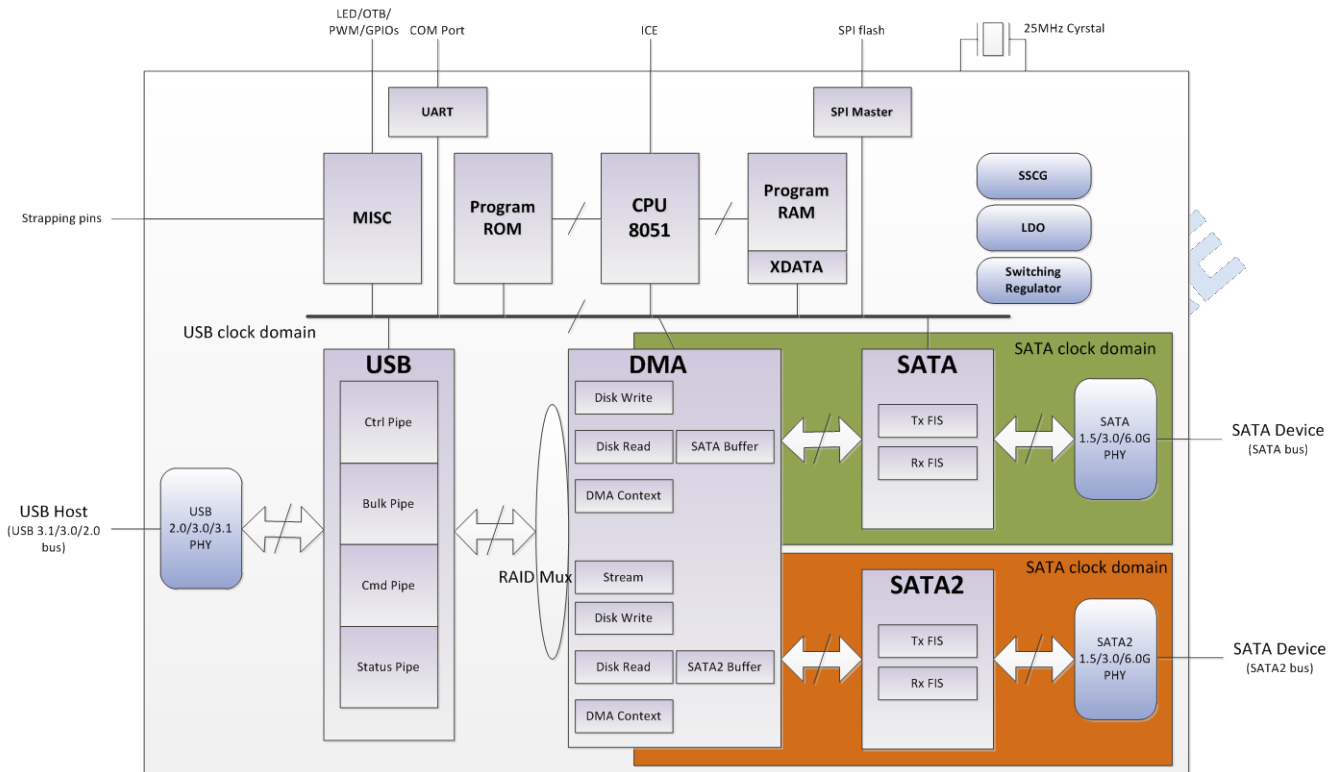 LED/OTB/
PWM/GPIOs
COM Port
ICE
SPI flash
25MHz Cyrstal
UART
SPI Master
MISC
Program
ROM
CPU
8051
Program
RAM
XDATA
SSCG
LDO
Switching
Regulator
Strapping pins
USB clock domain
USB
Ctrl Pipe
Bulk Pipe
Cmd Pipe
Status Pipe
USB Host
(USB 3.1/3.0/2.0
bus)
USB
2.0/3.0/3.1
PHY
RAID Mux
DMA
Disk Write
Disk Read
SATA Buffer
DMA Context
Stream
Disk Write
Disk Read
SATA2 Buffer
DMA Context
SATA clock domain
SATA
Tx FIS
Rx FIS
SATA
1.5/3.0/6.0G
PHY
SATA Device
(SATA bus)
SATA clock domain
SATA2
Tx FIS
Rx FIS
SATA2
1.5/3.0/6.0G
PHY
SATA Device
(SATA2 bus)